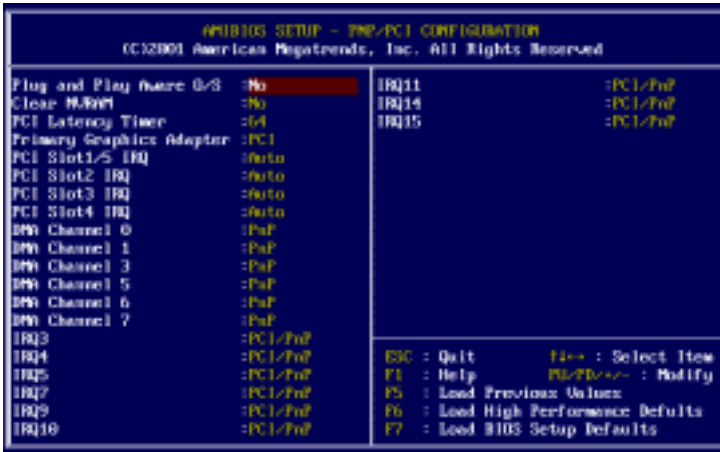 AMIBIOS SETUP - PNP/PCI CONFIGURATION
(C)2001 American Megatrends, Inc. All Rights Reserved
Plug and Play Aware O/S :No
Clear NVRAM :No
PCI Latency Timer :64
Primary Graphics Adapter :PCI
PCI Slot1/5 IRQ :Auto
PCI Slot2 IRQ :Auto
PCI Slot3 IRQ :Auto
PCI Slot4 IRQ :Auto
DMA Channel 0 :PnP
DMA Channel 1 :PnP
DMA Channel 3 :PnP
DMA Channel 5 :PnP
DMA Channel 6 :PnP
DMA Channel 7 :PnP
IRQ3 :PCI/PnP
IRQ4 :PCI/PnP
IRQ5 :PCI/PnP
IRQ7 :PCI/PnP
IRQ9 :PCI/PnP
IRQ10 :PCI/PnP
IRQ11 :PCI/PnP
IRQ14 :PCI/PnP
IRQ15 :PCI/PnP
ESC : Quit ↑↓←→ : Select Item
F1 : Help PU/PD/+/- : Modify
F5 : Load Previous Values
F6 : Load High Performance Defults
F7 : Load BIOS Setup Defaults